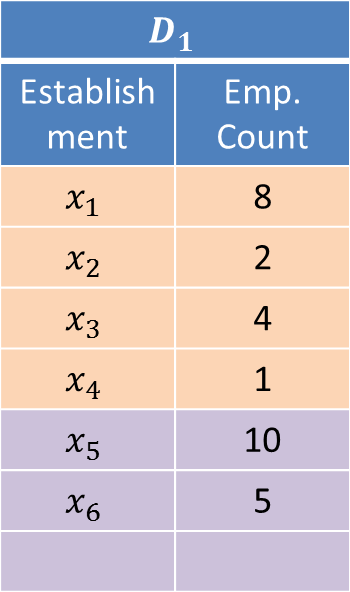 D₁
Establish Emp.
ment Count
x₁ 8
x₂ 2
x₃ 4
x₄ 1
x₅ 10
x₆ 5